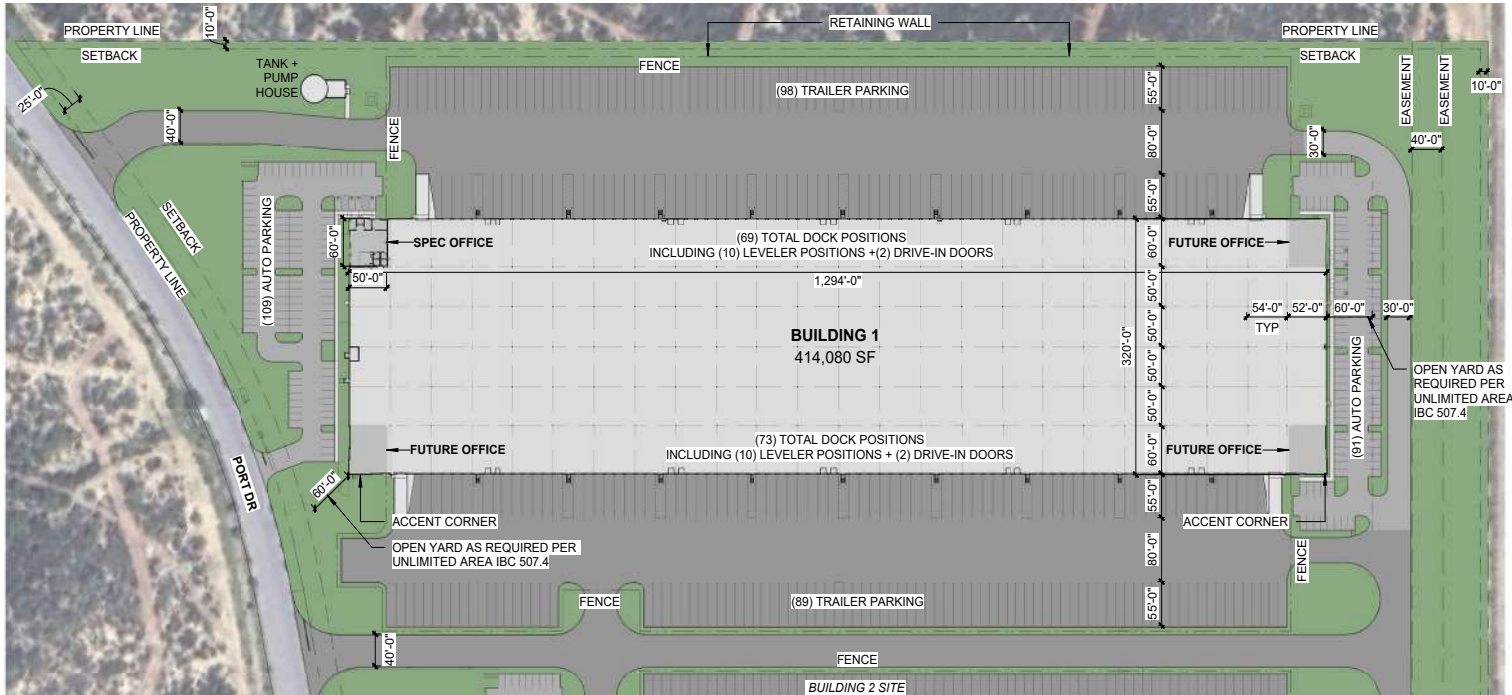 PROPERTY LINE
SETBACK
10'-0"
RETAINING WALL
PROPERTY LINE
SETBACK
TANK +
PUMP
HOUSE
FENCE
EASEMENT
EASEMENT
10'-0"
25'-0"
40'-0"
FENCE
(98) TRAILER PARKING
55'-0"
80'-0"
55'-0"
30'-0"
40'-0"
SETBACK
PROPERTY LINE
(109) AUTO PARKING
60'-0"
SPEC OFFICE
50'-0"
(69) TOTAL DOCK POSITIONS
INCLUDING (10) LEVELER POSITIONS +(2) DRIVE-IN DOORS
1,294'-0"
FUTURE OFFICE
60'-0"
50'-0"
50'-0"
50'-0"
50'-0"
60'-0"
320'-0"
54'-0"
TYP
52'-0"
60'-0"
30'-0"
BUILDING 1
414,080 SF
OPEN YARD AS
REQUIRED PER
UNLIMITED AREA
IBC 507.4
(91) AUTO PARKING
FUTURE OFFICE
(73) TOTAL DOCK POSITIONS
INCLUDING (10) LEVELER POSITIONS + (2) DRIVE-IN DOORS
FUTURE OFFICE
PORT DR
60'-0"
ACCENT CORNER
OPEN YARD AS REQUIRED PER
UNLIMITED AREA IBC 507.4
55'-0"
80'-0"
55'-0"
ACCENT CORNER
FENCE
FENCE
(89) TRAILER PARKING
40'-0"
FENCE
BUILDING 2 SITE